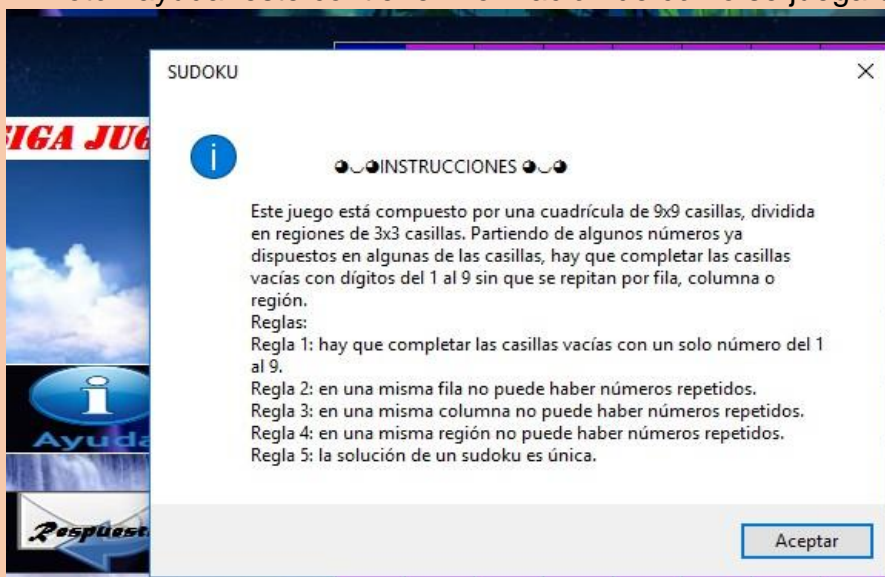 SUDOKU
IGA JUG
◕◡◕INSTRUCCIONES ◕◡◕
Este juego está compuesto por una cuadrícula de 9x9 casillas, dividida
en regiones de 3x3 casillas. Partiendo de algunos números ya
dispuestos en algunas de las casillas, hay que completar las casillas
vacías con dígitos del 1 al 9 sin que se repitan por fila, columna o
región.
Reglas:
Regla 1: hay que completar las casillas vacías con un solo número del 1
al 9.
Regla 2: en una misma fila no puede haber números repetidos.
Regla 3: en una misma columna no puede haber números repetidos.
Regla 4: en una misma región no puede haber números repetidos.
Regla 5: la solución de un sudoku es única.
Ayuda
Respuest
Aceptar